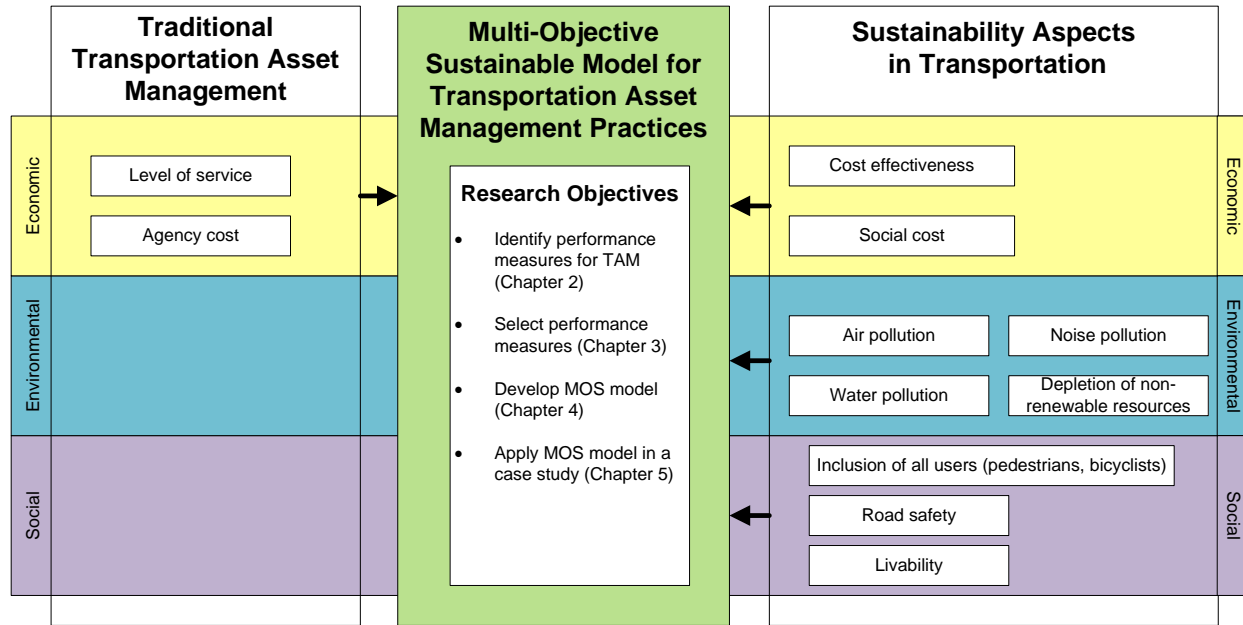 Traditional
Transportation Asset
Management
Multi-Objective
Sustainable Model for
Transportation Asset
Management Practices
Sustainability Aspects
in Transportation
Economic
Level of service
Agency cost
Environmental
Social
Research Objectives
• Identify performance
measures for TAM
(Chapter 2)
• Select performance
measures (Chapter 3)
• Develop MOS model
(Chapter 4)
• Apply MOS model in a
case study (Chapter 5)
Cost effectiveness
Social cost
Economic
Air pollution
Noise pollution
Water pollution
Depletion of non-
renewable resources
Environmental
Inclusion of all users (pedestrians, bicyclists)
Road safety
Livability
Social